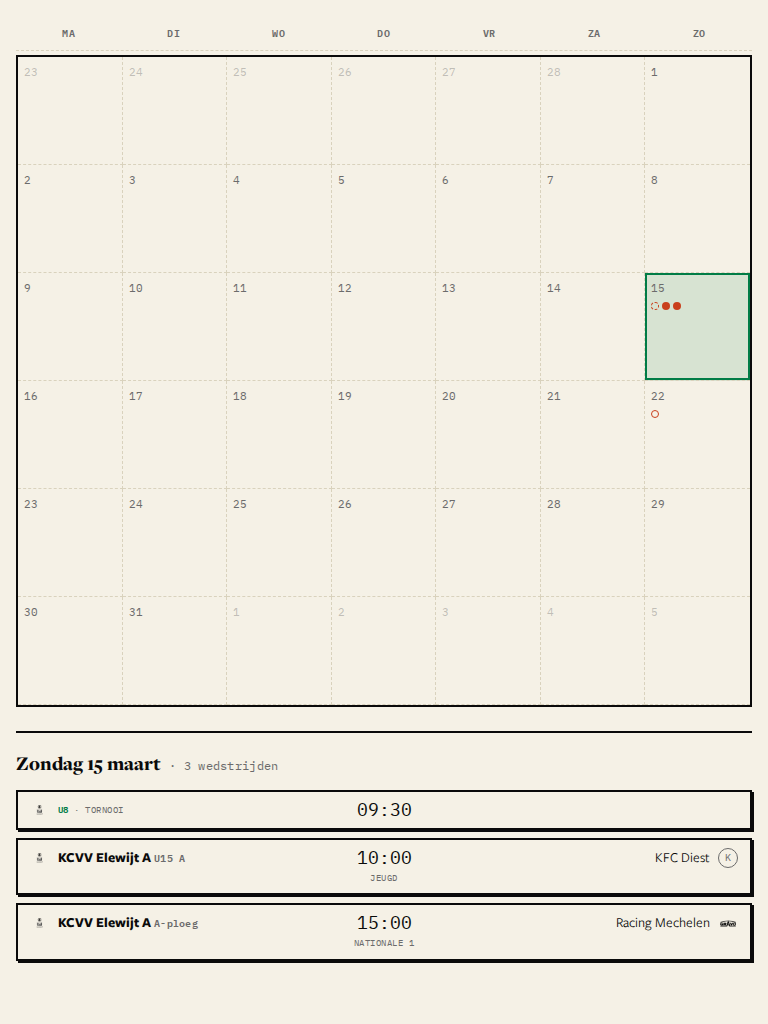 MA DI WO DO VR ZA ZO
23 24 25 26 27 28 1
2 3 4 5 6 7 8
9 10 11 12 13 14 15
16 17 18 19 20 21 22
23 24 25 26 27 28 29
30 31 1 2 3 4 5
Zondag 15 maart · 3 wedstrijden
U8 · TORNOOI 09:30
KCVV Elewijt A U15 A 10:00 KFC Diest K
JEUGD
KCVV Elewijt A A-ploeg 15:00 Racing Mechelen
NATIONALE 1